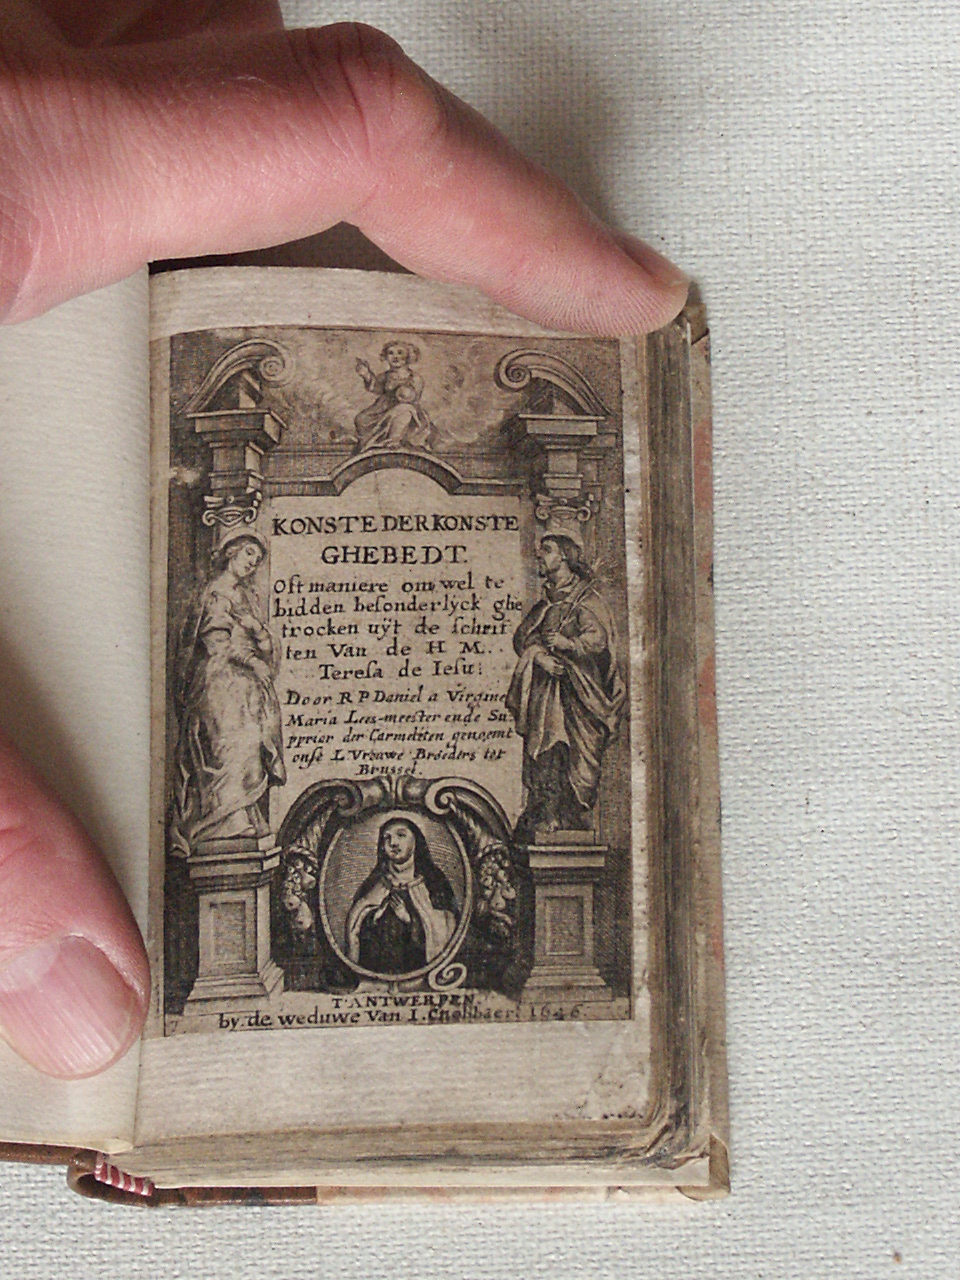 KONSTE DER KONSTE
GHEBEDT.
Oft maniere om wel te
bidden besonderlÿck ghe
trocken uÿt de schrif
ten Van de H M.
Teresa de Iesu:
Door R P Daniel a Virgine
Maria Lees-meester ende Su-
pprior der Carmeliten genoemt
onse L Vrouwe Broeders tot
Brussel.
T'ANTWERPEN.
by de weduwe Van I. Cnobbaert 1646